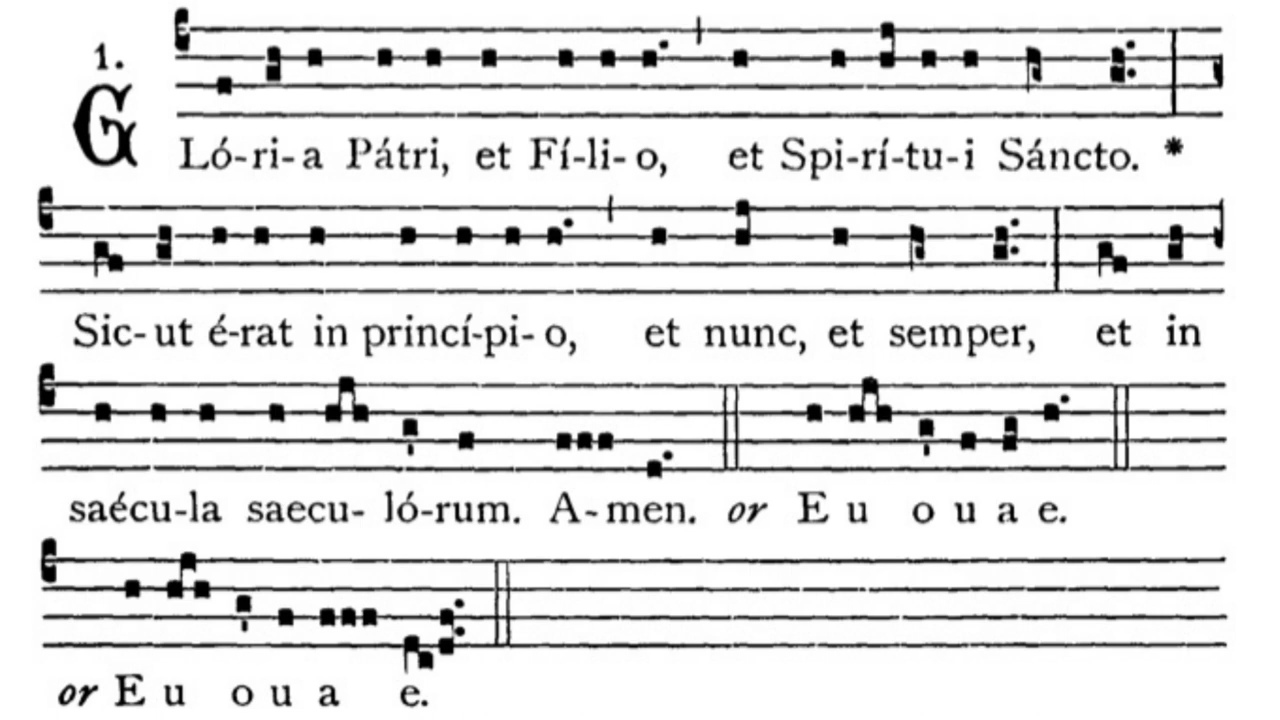 1.
GLó-ri-a Pátri, et Fí-li-o, et Spi-rí-tu-i Sáncto. *
Sic-ut é-rat in princí-pi-o, et nunc, et semper, et in
saécu-la saecu-ló-rum. A-men. or E u o u a e.
or E u o u a e.